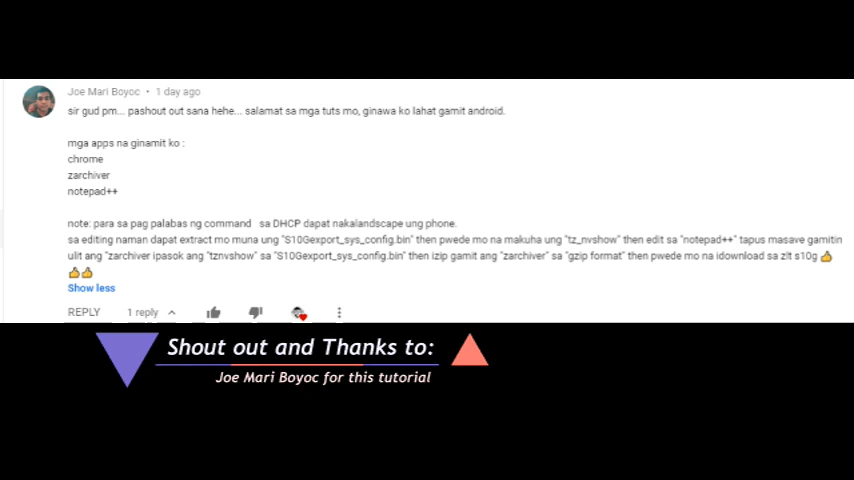 Joe Mari Boyoc • 1 day ago
sir gud pm... pashout out sana hehe... salamat sa mga tuts mo, ginawa ko lahat gamit android.
mga apps na ginamit ko :
chrome
zarchiver
notepad++
note: para sa pag palabas ng command sa DHCP dapat nakalandscape ung phone.
sa editing naman dapat extract mo muna ung "S10Gexport_sys_config.bin" then pwede mo na makuha ung "tz_nvshow" then edit sa "notepad++" tapus masave gamitin
ulit ang "zarchiver ipasok ang "tznvshow" sa "S10Gexport_sys_config.bin" then izip gamit ang "zarchiver" sa "gzip format" then pwede mo na idownload sa zlt s10g 👍
👍👍
Show less
REPLY 1 reply
Shout out and Thanks to:
Joe Mari Boyoc for this tutorial